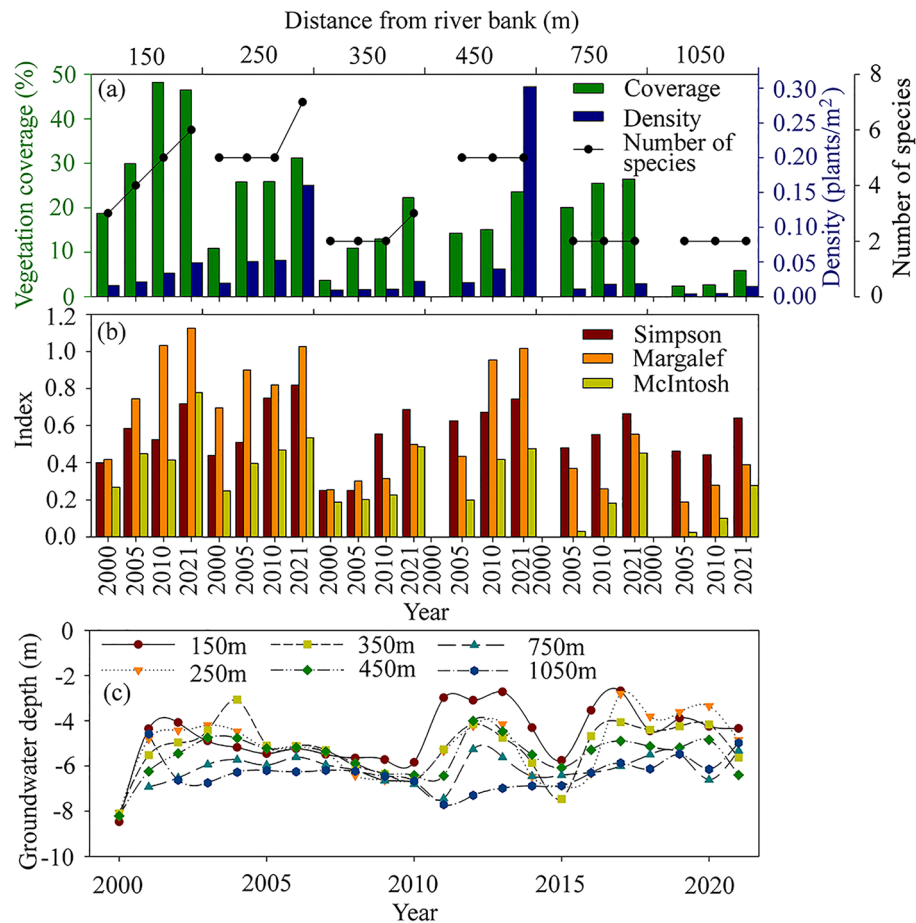 Distance from river bank (m)
150 250 350 450 750 1050
(a)
Vegetation coverage (%)
50
40
30
20
10
0
Coverage
Density
Number of
species
Density (plants/m²)
0.30
0.25
0.20
0.15
0.10
0.05
0.00
Number of species
8
6
4
2
0
(b)
Index
1.2
1.0
0.8
0.6
0.4
0.2
0.0
Simpson
Margalef
McIntosh
2000 2005 2010 2021 2000 2005 2010 2021 2000 2005 2010 2021 2000 2005 2010 2021 2000 2005 2010 2021 2000 2005 2010 2021
Year
(c)
Groundwater depth (m)
0
-2
-4
-6
-8
-10
150m 350m 750m
250m 450m 1050m
2000 2005 2010 2015 2020
Year